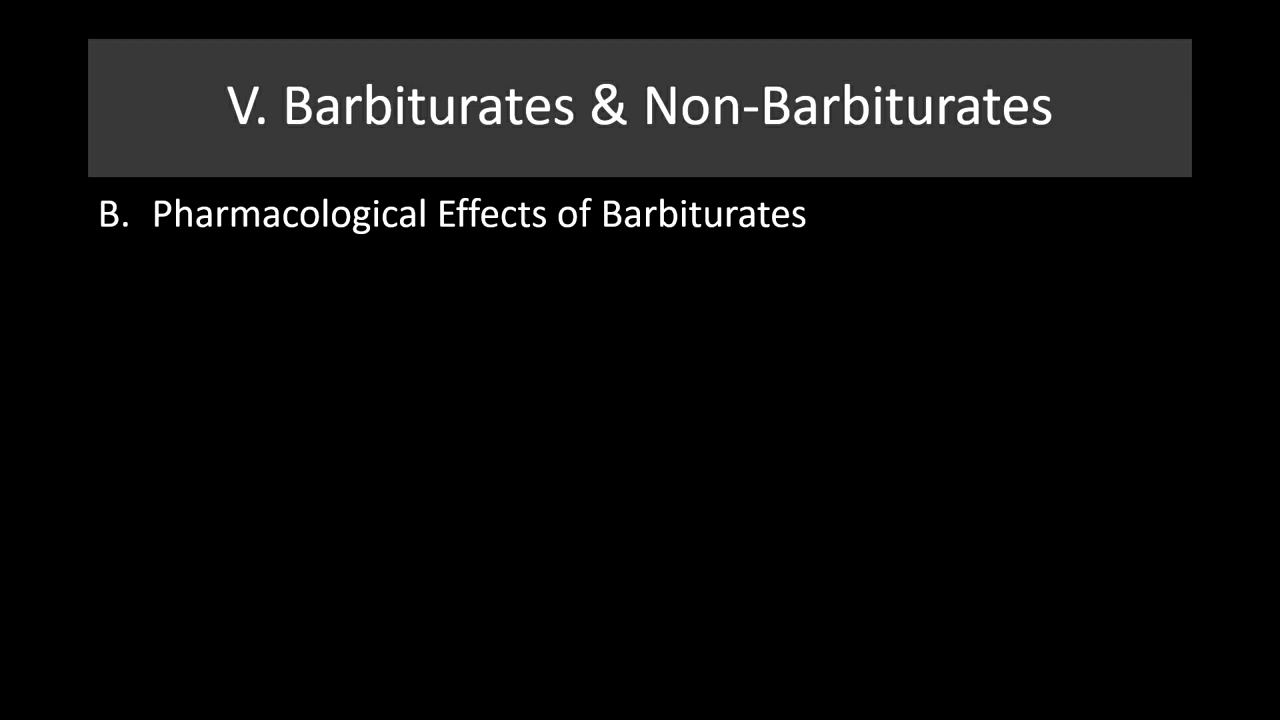 V. Barbiturates & Non-Barbiturates
B. Pharmacological Effects of Barbiturates